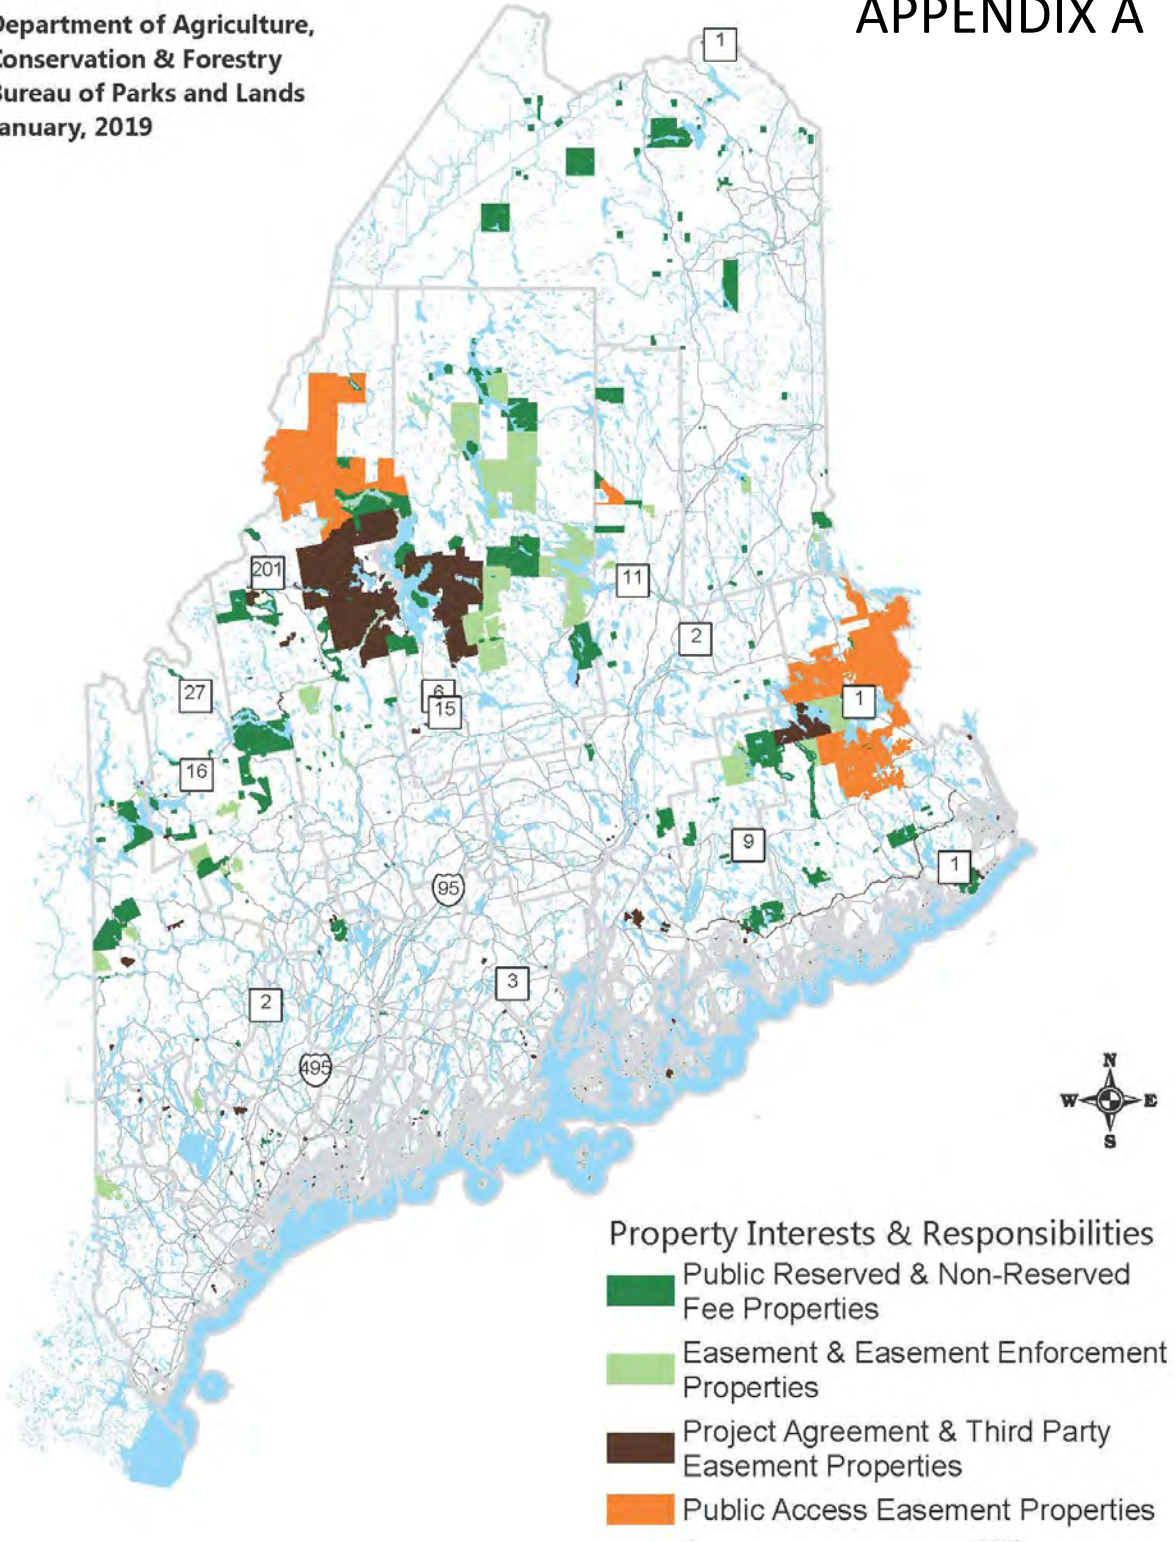 Department of Agriculture,
Conservation & Forestry
Bureau of Parks and Lands
January, 2019
APPENDIX A
1
201
11
2
27
6
15
1
16
9
1
95
3
2
495
N
W E
S
Property Interests & Responsibilities
Public Reserved & Non-Reserved
Fee Properties
Easement & Easement Enforcement
Properties
Project Agreement & Third Party
Easement Properties
Public Access Easement Properties